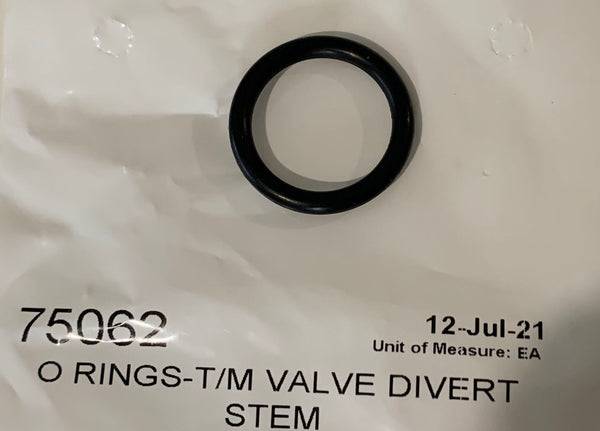 75062
12-Jul-21
Unit of Measure: EA
O RINGS-T/M VALVE DIVERT
STEM